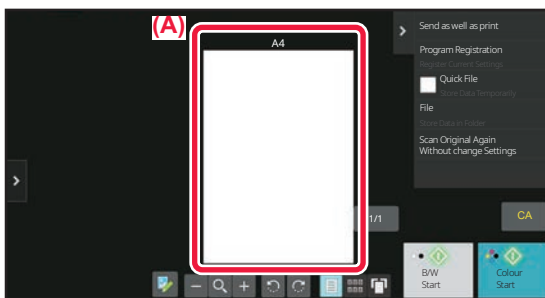 (A)
A4
Send as well as print
Program Registration
Register Current Settings
Quick File
Store Data Temporarily
File
Store Data in Folder
Scan Original Again
Without change Settings
1/1
CA
B/W
Start
Colour
Start